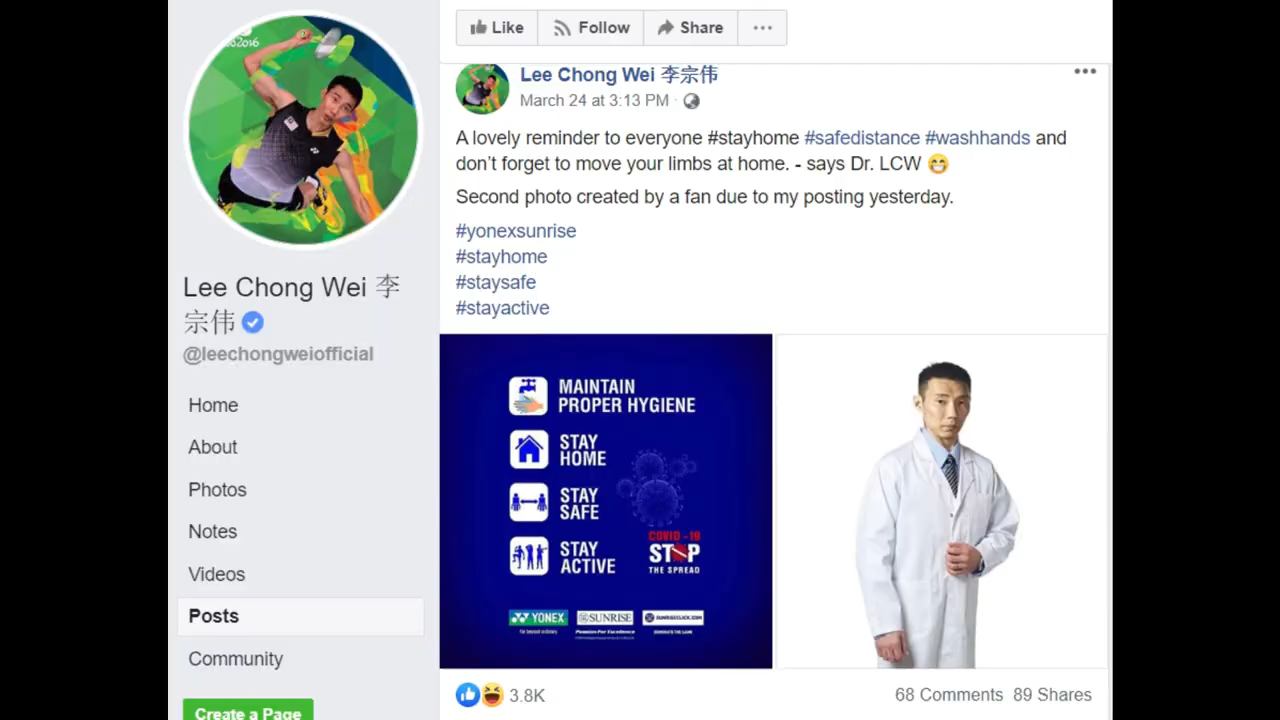 Like
Follow
Share
Lee Chong Wei 李宗伟
March 24 at 3:13 PM ·
A lovely reminder to everyone #stayhome #safedistance #washhands and
don't forget to move your limbs at home. - says Dr. LCW 😁
Second photo created by a fan due to my posting yesterday.
#yonexsunrise
#stayhome
#staysafe
#stayactive
Lee Chong Wei 李
宗伟
@leechongweiofficial
Home
About
Photos
Notes
Videos
Posts
Community
Create a Page
MAINTAIN
PROPER HYGIENE
STAY
HOME
STAY
SAFE
STAY
ACTIVE
COVID -19
STOP
THE SPREAD
YONEX
SUNRISE
SUNRISECLICK.COM
3.8K
68 Comments 89 Shares